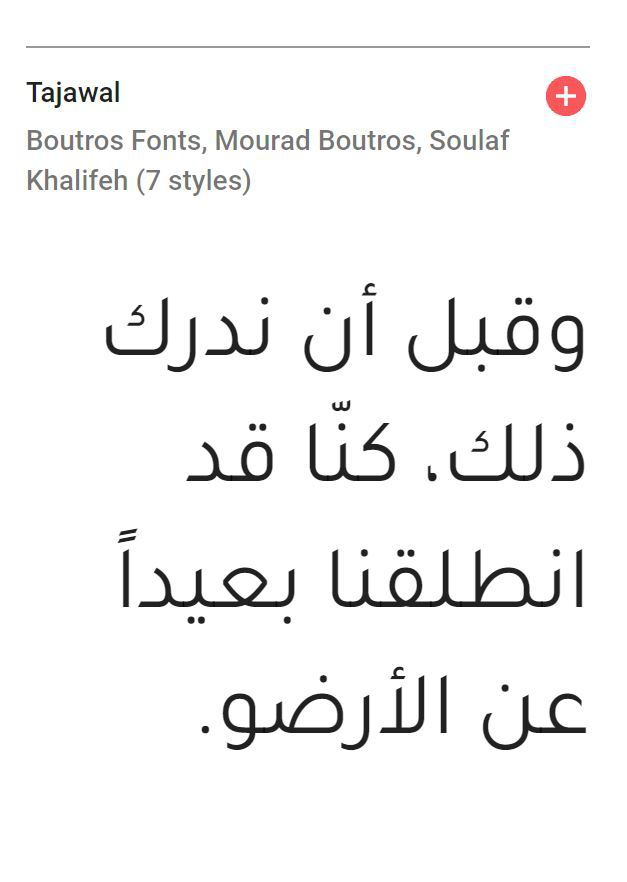 Tajawal
Boutros Fonts, Mourad Boutros, Soulaf
Khalifeh (7 styles)
وقبل أن ندرك
ذلك، كنّا قد
انطلقنا بعيداً
عن الأرضو.